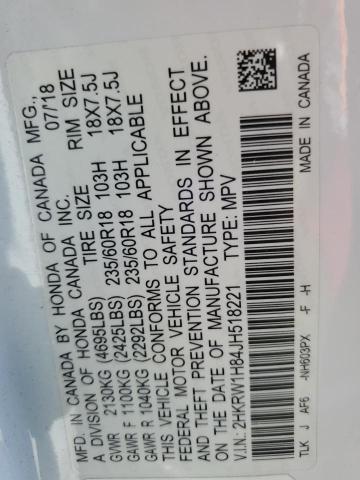 MFD. IN CANADA BY HONDA OF CANADA MFG.,
A DIVISION OF HONDA CANADA INC. 07/18
TIRE SIZE RIM SIZE
GVWR 2130KG (4695LBS)
GAWR F 1100KG (2425LBS) 235/60R18 103H 18X7.5J
GAWR R 1040KG (2292LBS) 235/60R18 103H 18X7.5J
THIS VEHICLE CONFORMS TO ALL APPLICABLE
FEDERAL MOTOR VEHICLE SAFETY
AND THEFT PREVENTION STANDARDS IN EFFECT
ON THE DATE OF MANUFACTURE SHOWN ABOVE.
V.I.N: 2HKRW1H84JH518221 TYPE: MPV
TLK J AF6 -NH603PX -F -H MADE IN CANADA